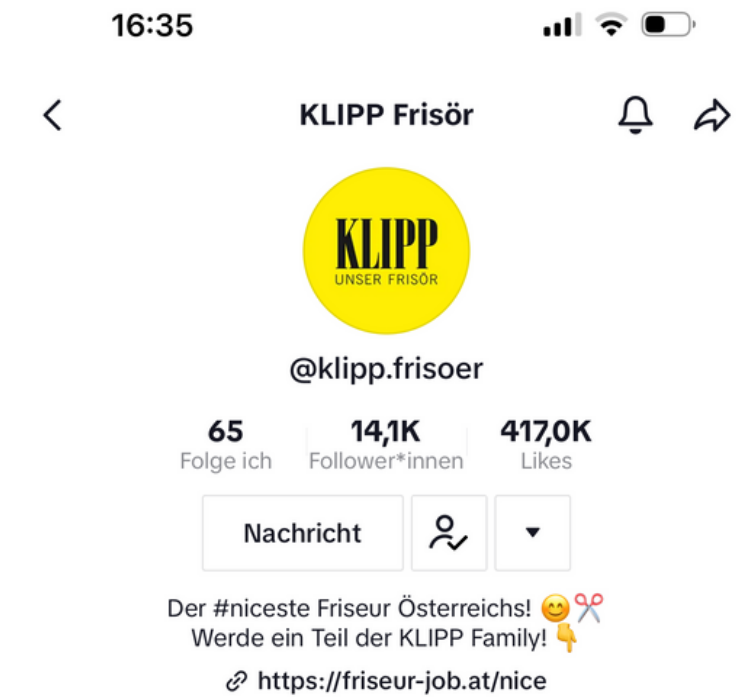 16:35
KLIPP Frisör
KLIPP
UNSER FRISÖR
@klipp.frisoer
65 14,1K 417,0K
Folge ich Follower*innen Likes
Nachricht
Der #niceste Friseur Österreichs! 😊✂️
Werde ein Teil der KLIPP Family! 👇
https://friseur-job.at/nice